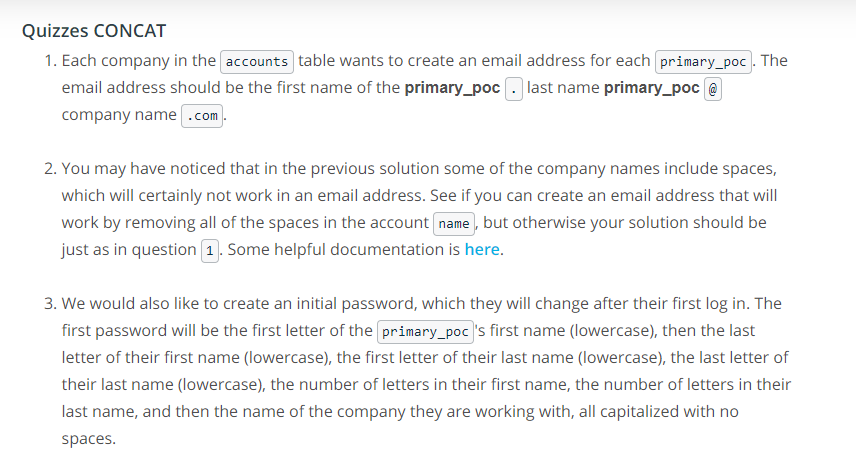 Quizzes CONCAT
1. Each company in the accounts table wants to create an email address for each primary_poc. The
email address should be the first name of the primary_poc . last name primary_poc @
company name .com.
2. You may have noticed that in the previous solution some of the company names include spaces,
which will certainly not work in an email address. See if you can create an email address that will
work by removing all of the spaces in the account name, but otherwise your solution should be
just as in question 1. Some helpful documentation is here.
3. We would also like to create an initial password, which they will change after their first log in. The
first password will be the first letter of the primary_poc's first name (lowercase), then the last
letter of their first name (lowercase), the first letter of their last name (lowercase), the last letter of
their last name (lowercase), the number of letters in their first name, the number of letters in their
last name, and then the name of the company they are working with, all capitalized with no
spaces.